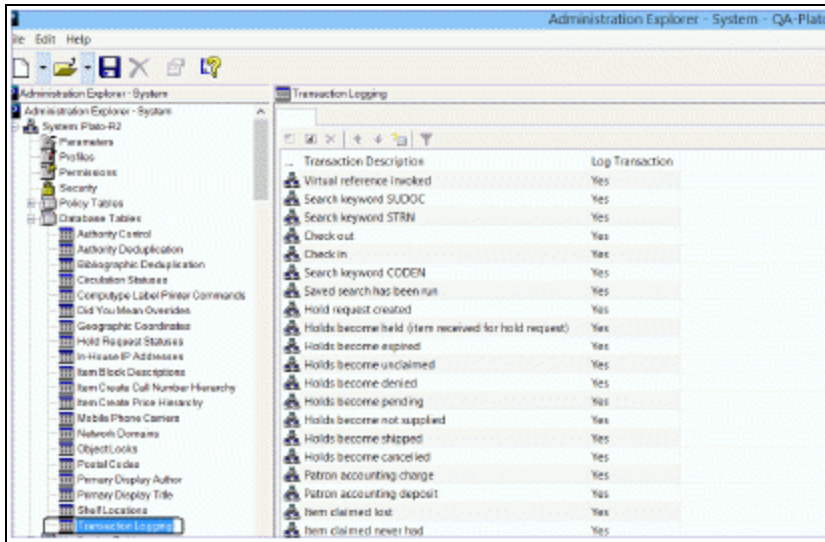 Administration Explorer - System - QA-Plato
ile Edit Help
Administration Explorer - System
Administration Explorer - System
System: Plato-R2
Parameters
Profiles
Permissions
Security
Policy Tables
Database Tables
Authority Control
Authority Deduplication
Bibliographic Deduplication
Circulation Statuses
Computype Label Printer Commands
Did You Mean Overrides
Geographic Coordinates
Hold Request Statuses
In-House IP Addresses
Item Block Descriptions
Item Create Call Number Hierarchy
Item Create Price Hierarchy
Mobile Phone Carriers
Network Domains
Object Locks
Postal Codes
Primary Display Author
Primary Display Title
Shelf Locations
Transaction Logging
Transaction Logging
... Transaction Description Log Transaction
Virtual reference invoked Yes
Search keyword SUDOC Yes
Search keyword STRN Yes
Check out Yes
Check in Yes
Search keyword CODEN Yes
Saved search has been run Yes
Hold request created Yes
Holds become held (item received for hold request) Yes
Holds become expired Yes
Holds become unclaimed Yes
Holds become denied Yes
Holds become pending Yes
Holds become not supplied Yes
Holds become shipped Yes
Holds become cancelled Yes
Patron accounting charge Yes
Patron accounting deposit Yes
Item claimed lost Yes
Item claimed never had Yes